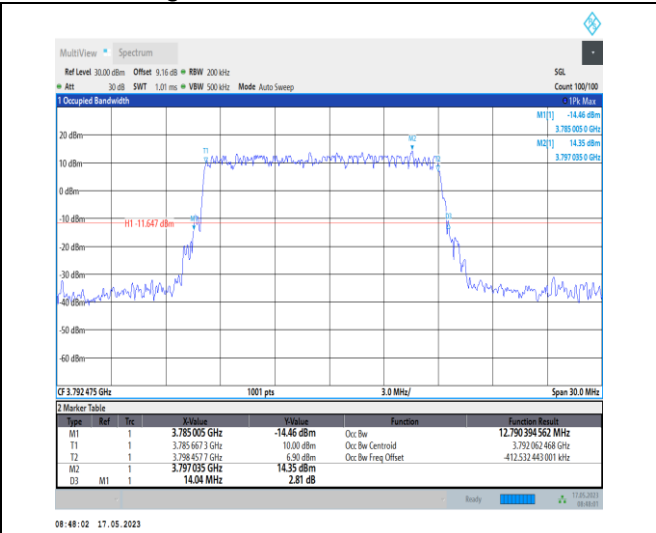 MultiView Spectrum
Ref Level 30.00 dBm Offset 9.16 dB RBW 200 kHz SGL
Att 30 dB SWT 1.01 ms VBW 500 kHz Mode Auto Sweep Count 100/100
1 Occupied Bandwidth 1Pk Max
M1[1] -14.46 dBm
3.785 005 0 GHz
M2[1] 14.35 dBm
3.797 035 0 GHz
20 dBm
M2
T1
10 dBm
0 dBm
-10 dBm
H1 -11.647 dBm
D3
-20 dBm
-30 dBm
-40 dBm
-50 dBm
-60 dBm
CF 3.792 475 GHz 1001 pts 3.0 MHz/ Span 30.0 MHz
2 Marker Table
Type Ref Trc X-Value Y-Value Function Function Result
M1 1 3.785 005 GHz -14.46 dBm Occ Bw 12.790 394 562 MHz
T1 1 3.785 667 3 GHz 10.00 dBm Occ Bw Centroid 3.792 062 468 GHz
T2 1 3.798 457 7 GHz 6.90 dBm Occ Bw Freq Offset -412.532 443 001 kHz
M2 1 3.797 035 GHz 14.35 dBm
D3 M1 1 14.04 MHz 2.81 dB
Ready 17.05.2023
08:48:01
08:48:02 17.05.2023